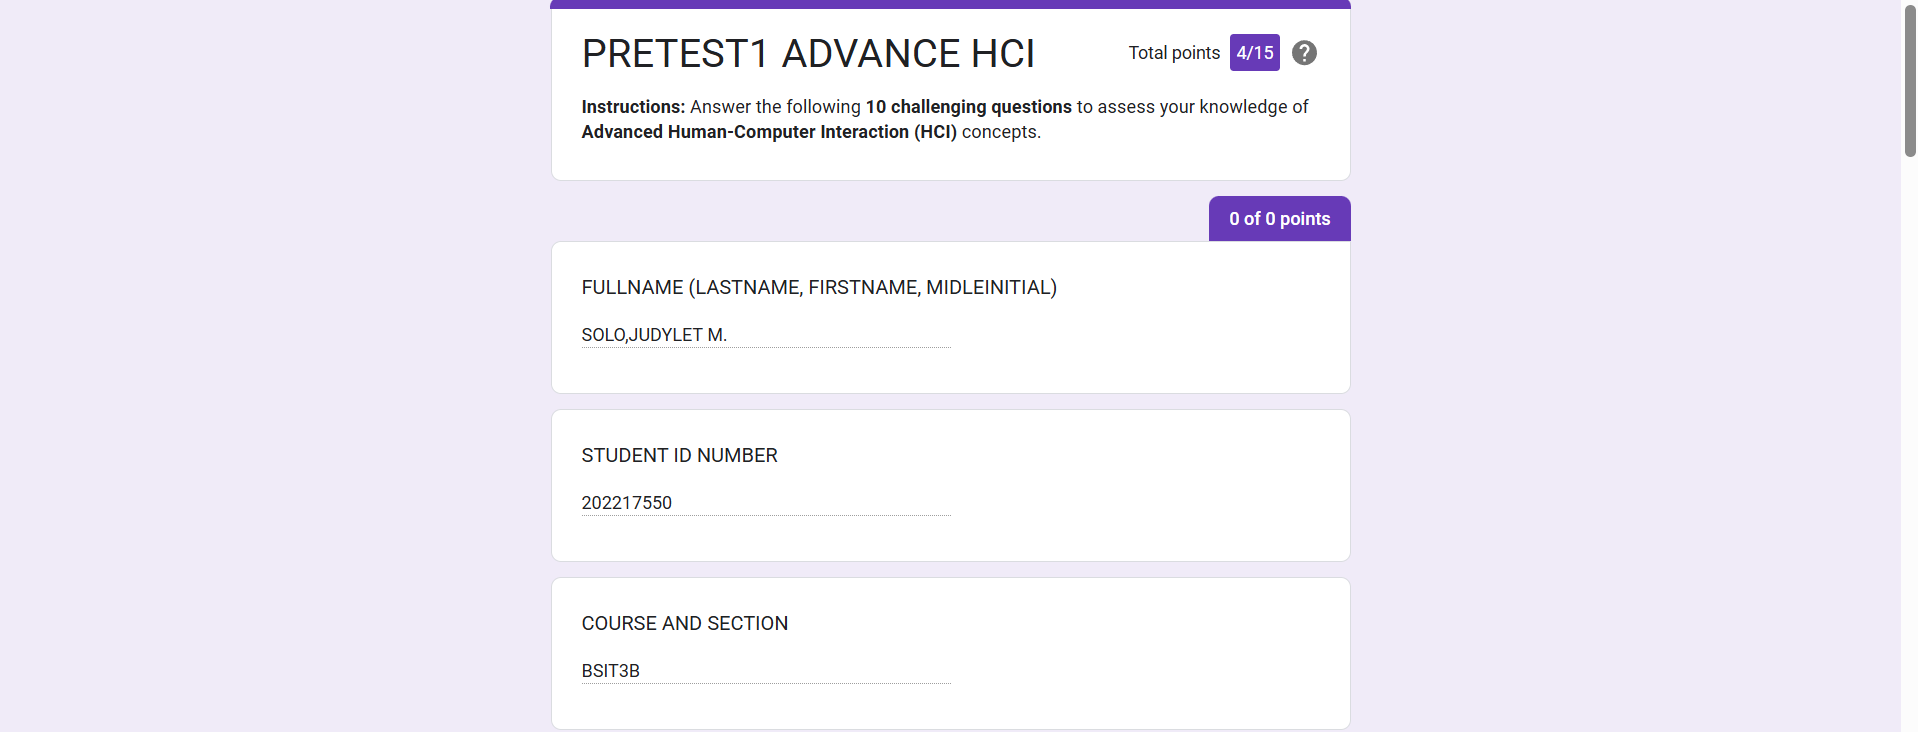 PRETEST1 ADVANCE HCI
Total points 4/15
Instructions: Answer the following 10 challenging questions to assess your knowledge of
Advanced Human-Computer Interaction (HCI) concepts.
0 of 0 points
FULLNAME (LASTNAME, FIRSTNAME, MIDLEINITIAL)
SOLO,JUDYLET M.
STUDENT ID NUMBER
202217550
COURSE AND SECTION
BSIT3B